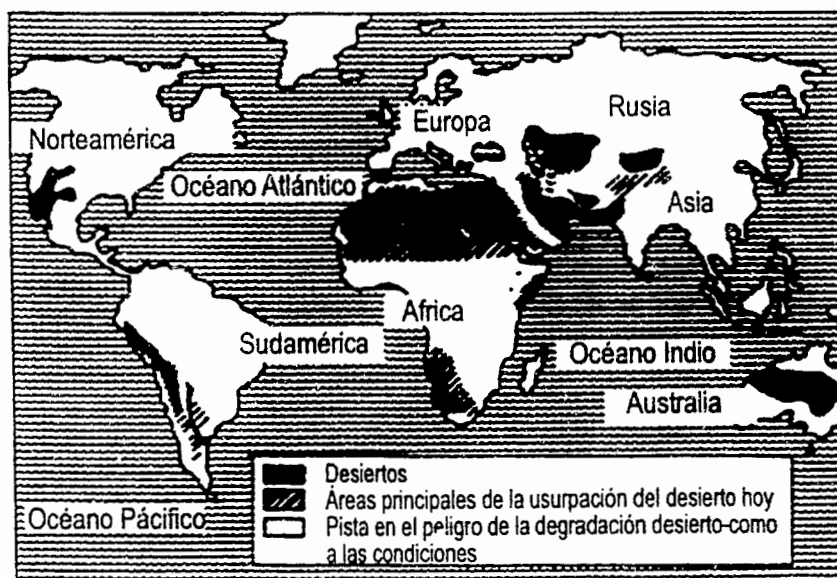 Norteamérica
Europa
Rusia
Océano Atlántico
Asia
Africa
Sudamérica
Océano Indio
Australia
Desiertos
Áreas principales de la usurpación del desierto hoy
Océano Pácifico
Pista en el peligro de la degradación desierto-como
a las condiciones